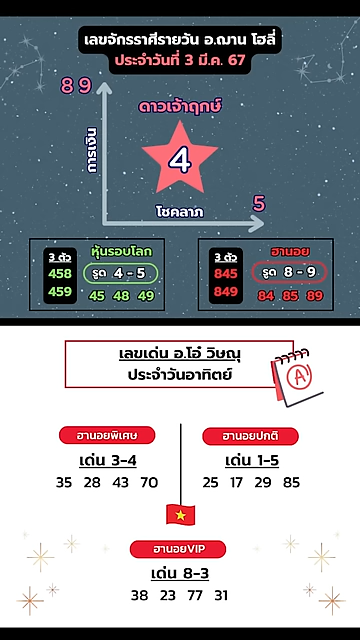 เลขจักรราศีรายวัน อ.ฌาน โฮลี่
ประจำวันที่ 3 มี.ค. 67
8 9
ดาวเจ้าฤกษ์
การเงิน
4
5
โชคลาภ
3 ตัว
458
459
หุ้นรอบโลก
รูด 4 - 5
45 48 49
3 ตัว
845
849
ฮานอย
รูด 8 - 9
84 85 89
เลขเด่น อ.โอ๋ วิษณุ
ประจำวันอาทิตย์
A+
ฮานอยพิเศษ
เด่น 3-4
35 28 43 70
ฮานอยปกติ
เด่น 1-5
25 17 29 85
ฮานอยVIP
เด่น 8-3
38 23 77 31